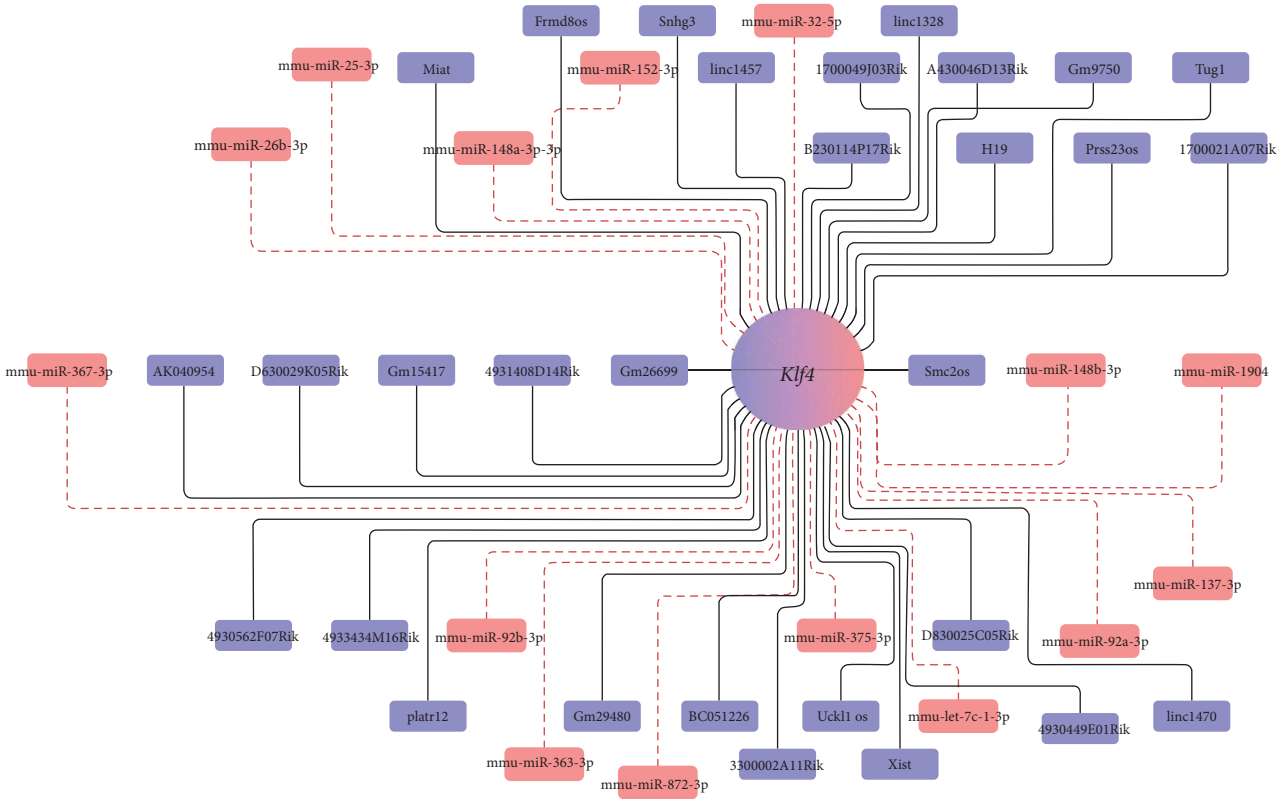 Frmd8os
Snhg3
mmu-miR-32-5p
linc1328
mmu-miR-25-3p
Miat
mmu-miR-152-3p
linc1457
1700049J03Rik
A430046D13Rik
Gm9750
Tug1
mmu-miR-26b-3p
mmu-miR-148a-3p-3p
B230114P17Rik
H19
Prss23os
1700021A07Rik
mmu-miR-367-3p
AK040954
D630029K05Rik
Gm15417
4931408D14Rik
Gm26699
Klf4
Smc2os
mmu-miR-148b-3p
mmu-miR-1904
mmu-miR-137-3p
4930562F07Rik
4933434M16Rik
mmu-miR-92b-3p
mmu-miR-375-3p
D830025C05Rik
mmu-miR-92a-3p
platr12
Gm29480
BC051226
Uckl1 os
mmu-let-7c-1-3p
4930449E01Rik
linc1470
mmu-miR-363-3p
mmu-miR-872-3p
3300002A11Rik
Xist